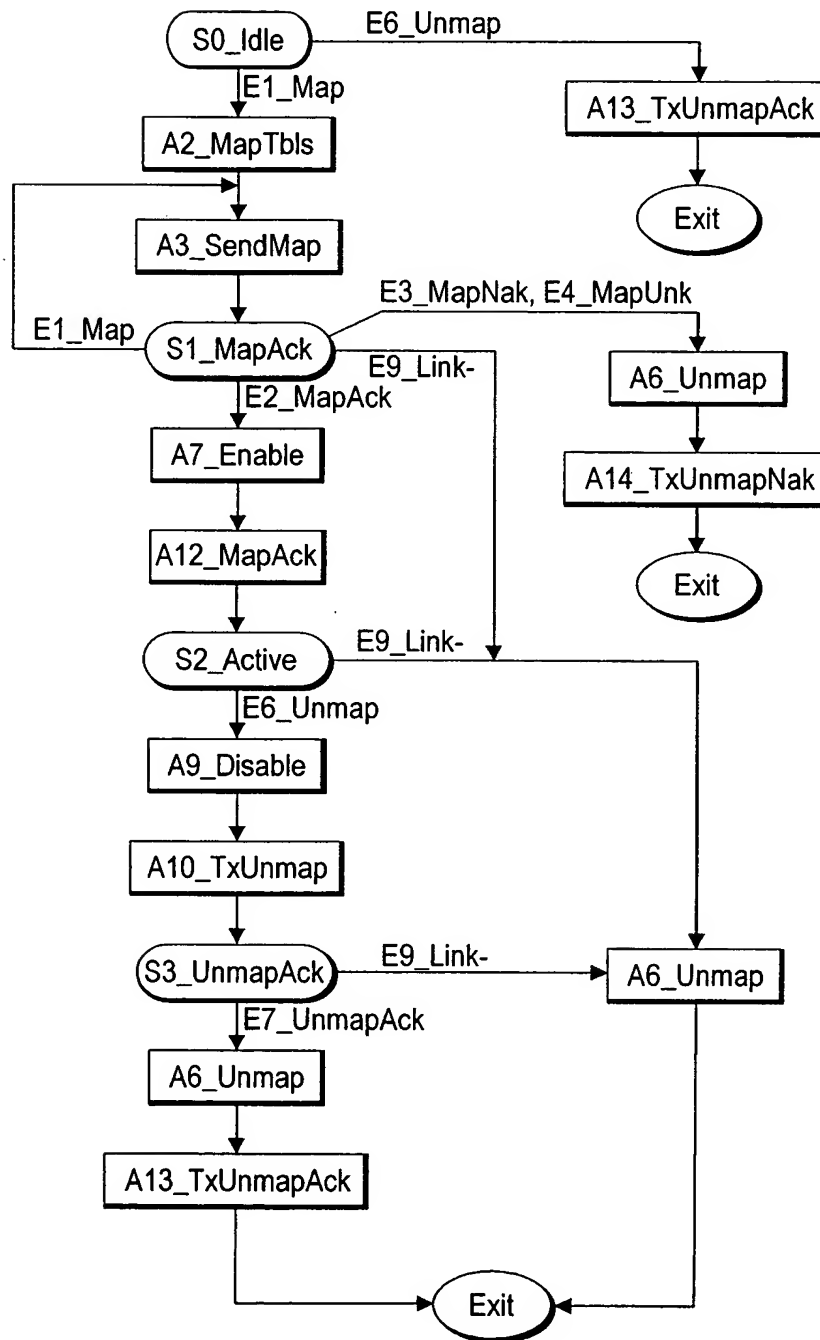 S0_Idle
E6_Unmap
E1_Map
A13_TxUnmapAck
A2_MapTbls
Exit
A3_SendMap
E3_MapNak, E4_MapUnk
E1_Map
S1_MapAck
E9_Link-
A6_Unmap
E2_MapAck
A7_Enable
A14_TxUnmapNak
A12_MapAck
Exit
S2_Active
E9_Link-
E6_Unmap
A9_Disable
A10_TxUnmap
S3_UnmapAck
E9_Link-
A6_Unmap
E7_UnmapAck
A6_Unmap
A13_TxUnmapAck
Exit